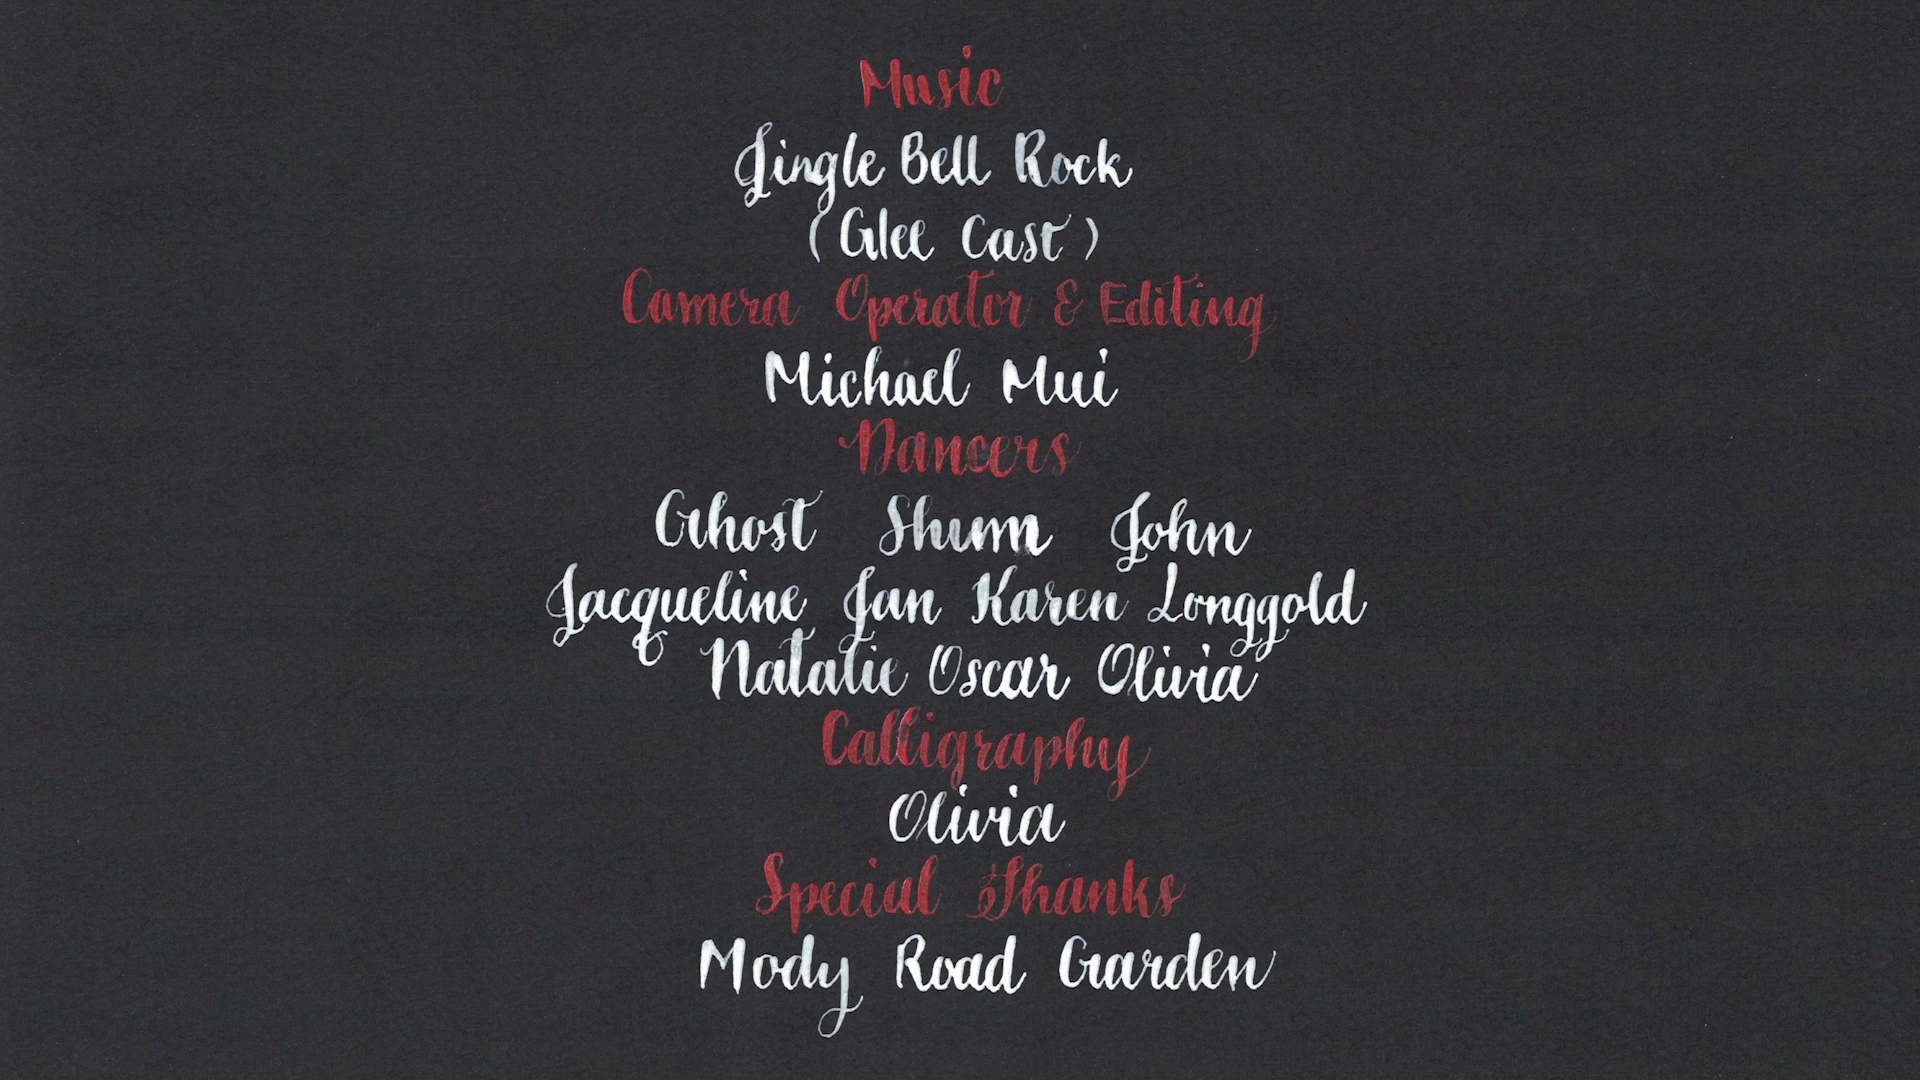 Music
Jingle Bell Rock
(Glee Cast)
Camera Operator & Editing
Michael Mui
Dancers
Ghost Shum John
Jacqueline Jan Karen Longgold
Natalie Oscar Olivia
Calligraphy
Olivia
Special Thanks
Mody Road Garden